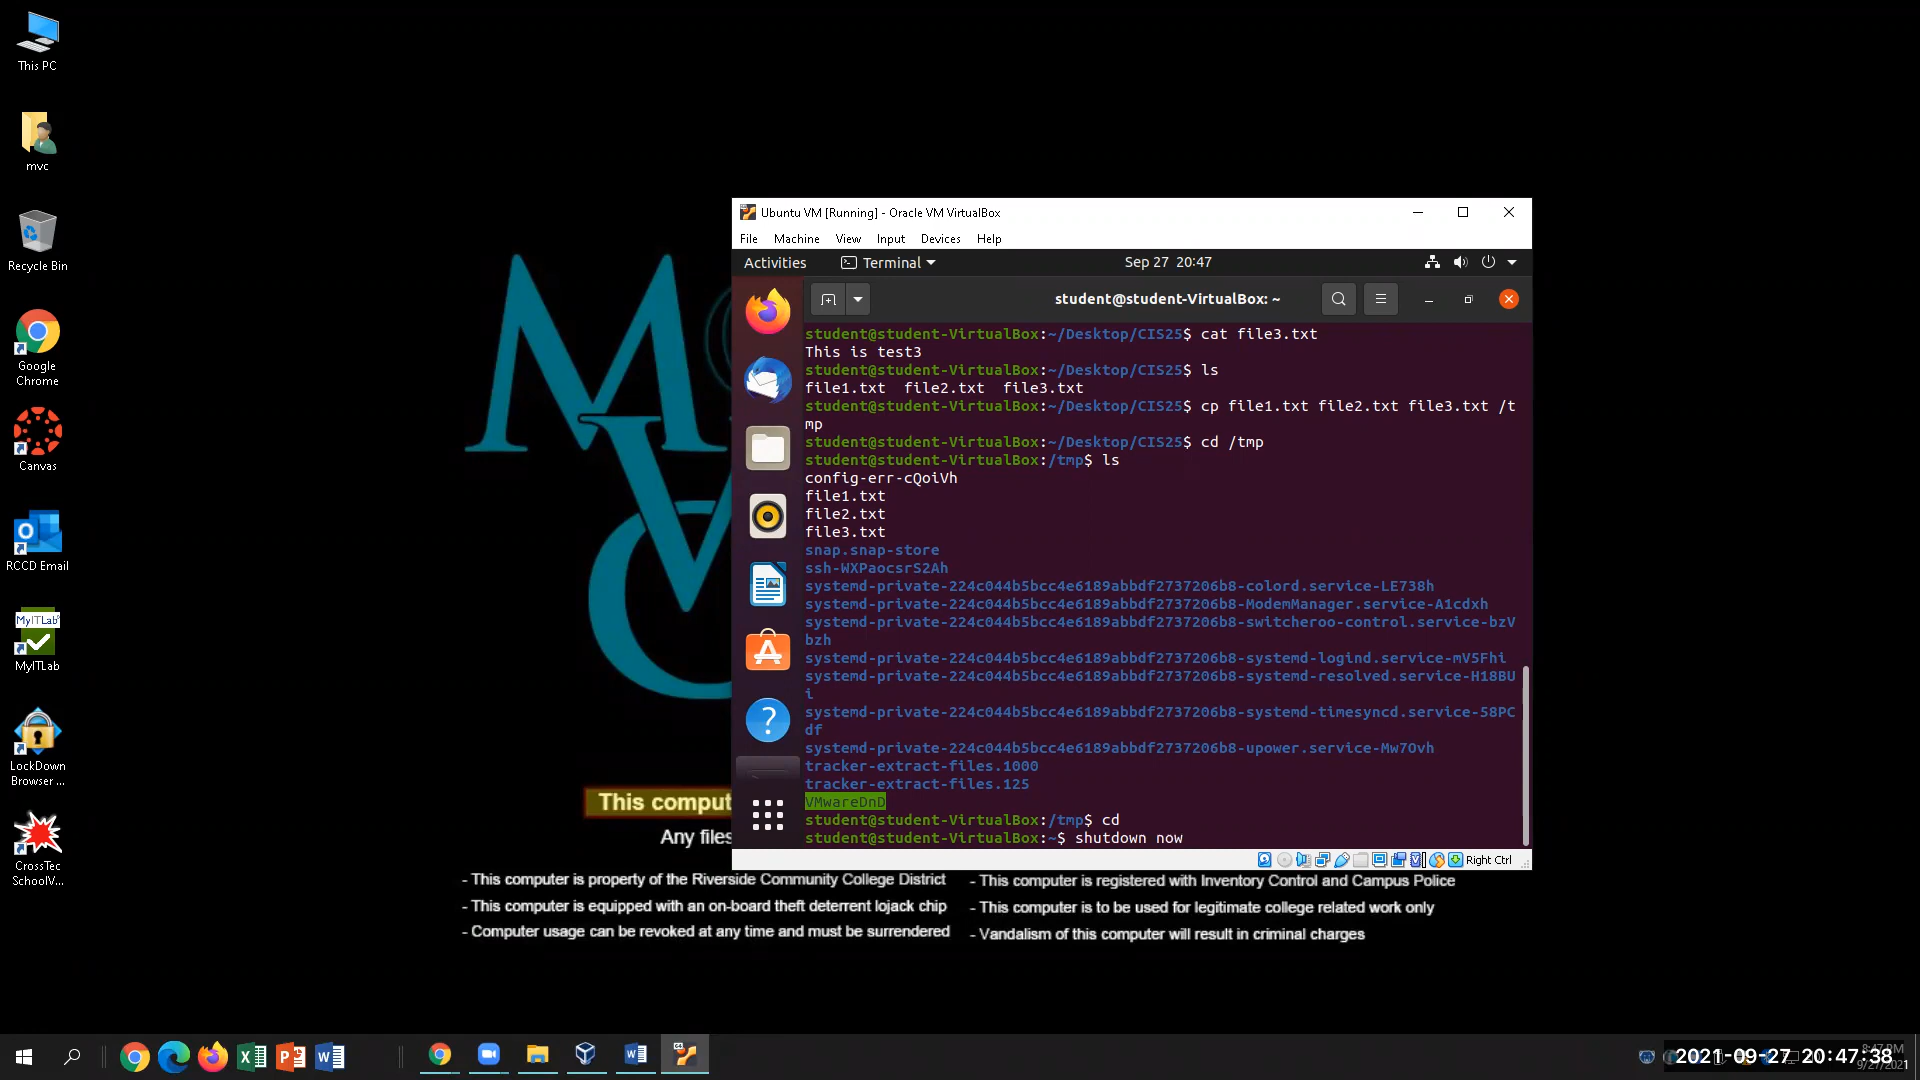 This PC
mvc
Recycle Bin
Google
Chrome
Canvas
RCCD Email
MyITLab
MyITLab
LockDown
Browser ...
CrossTec
SchoolV...
Ubuntu VM [Running] - Oracle VM VirtualBox
File Machine View Input Devices Help
Activities Terminal Sep 27 20:47
student@student-VirtualBox: ~
student@student-VirtualBox:~/Desktop/CIS25$ cat file3.txt
This is test3
student@student-VirtualBox:~/Desktop/CIS25$ ls
file1.txt file2.txt file3.txt
student@student-VirtualBox:~/Desktop/CIS25$ cp file1.txt file2.txt file3.txt /t
mp
student@student-VirtualBox:~/Desktop/CIS25$ cd /tmp
student@student-VirtualBox:/tmp$ ls
config-err-cQoiVh
file1.txt
file2.txt
file3.txt
snap.snap-store
ssh-WXPaocsrS2Ah
systemd-private-224c044b5bcc4e6189abbdf2737206b8-colord.service-LE738h
systemd-private-224c044b5bcc4e6189abbdf2737206b8-ModemManager.service-A1cdxh
systemd-private-224c044b5bcc4e6189abbdf2737206b8-switcheroo-control.service-bzV
bzh
systemd-private-224c044b5bcc4e6189abbdf2737206b8-systemd-logind.service-mV5Fhi
systemd-private-224c044b5bcc4e6189abbdf2737206b8-systemd-resolved.service-H18BU
i
systemd-private-224c044b5bcc4e6189abbdf2737206b8-systemd-timesyncd.service-58PC
df
systemd-private-224c044b5bcc4e6189abbdf2737206b8-upower.service-Mw7Ovh
tracker-extract-files.1000
tracker-extract-files.125
VMwareDnD
student@student-VirtualBox:/tmp$ cd
student@student-VirtualBox:~$ shutdown now
Right Ctrl
This comput
Any files
- This computer is property of the Riverside Community College District
- This computer is equipped with an on-board theft deterrent lojack chip
- Computer usage can be revoked at any time and must be surrendered
- This computer is registered with Inventory Control and Campus Police
- This computer is to be used for legitimate college related work only
- Vandalism of this computer will result in criminal charges
8:47 PM
9/27/2021
2021-09-27 20:47:38